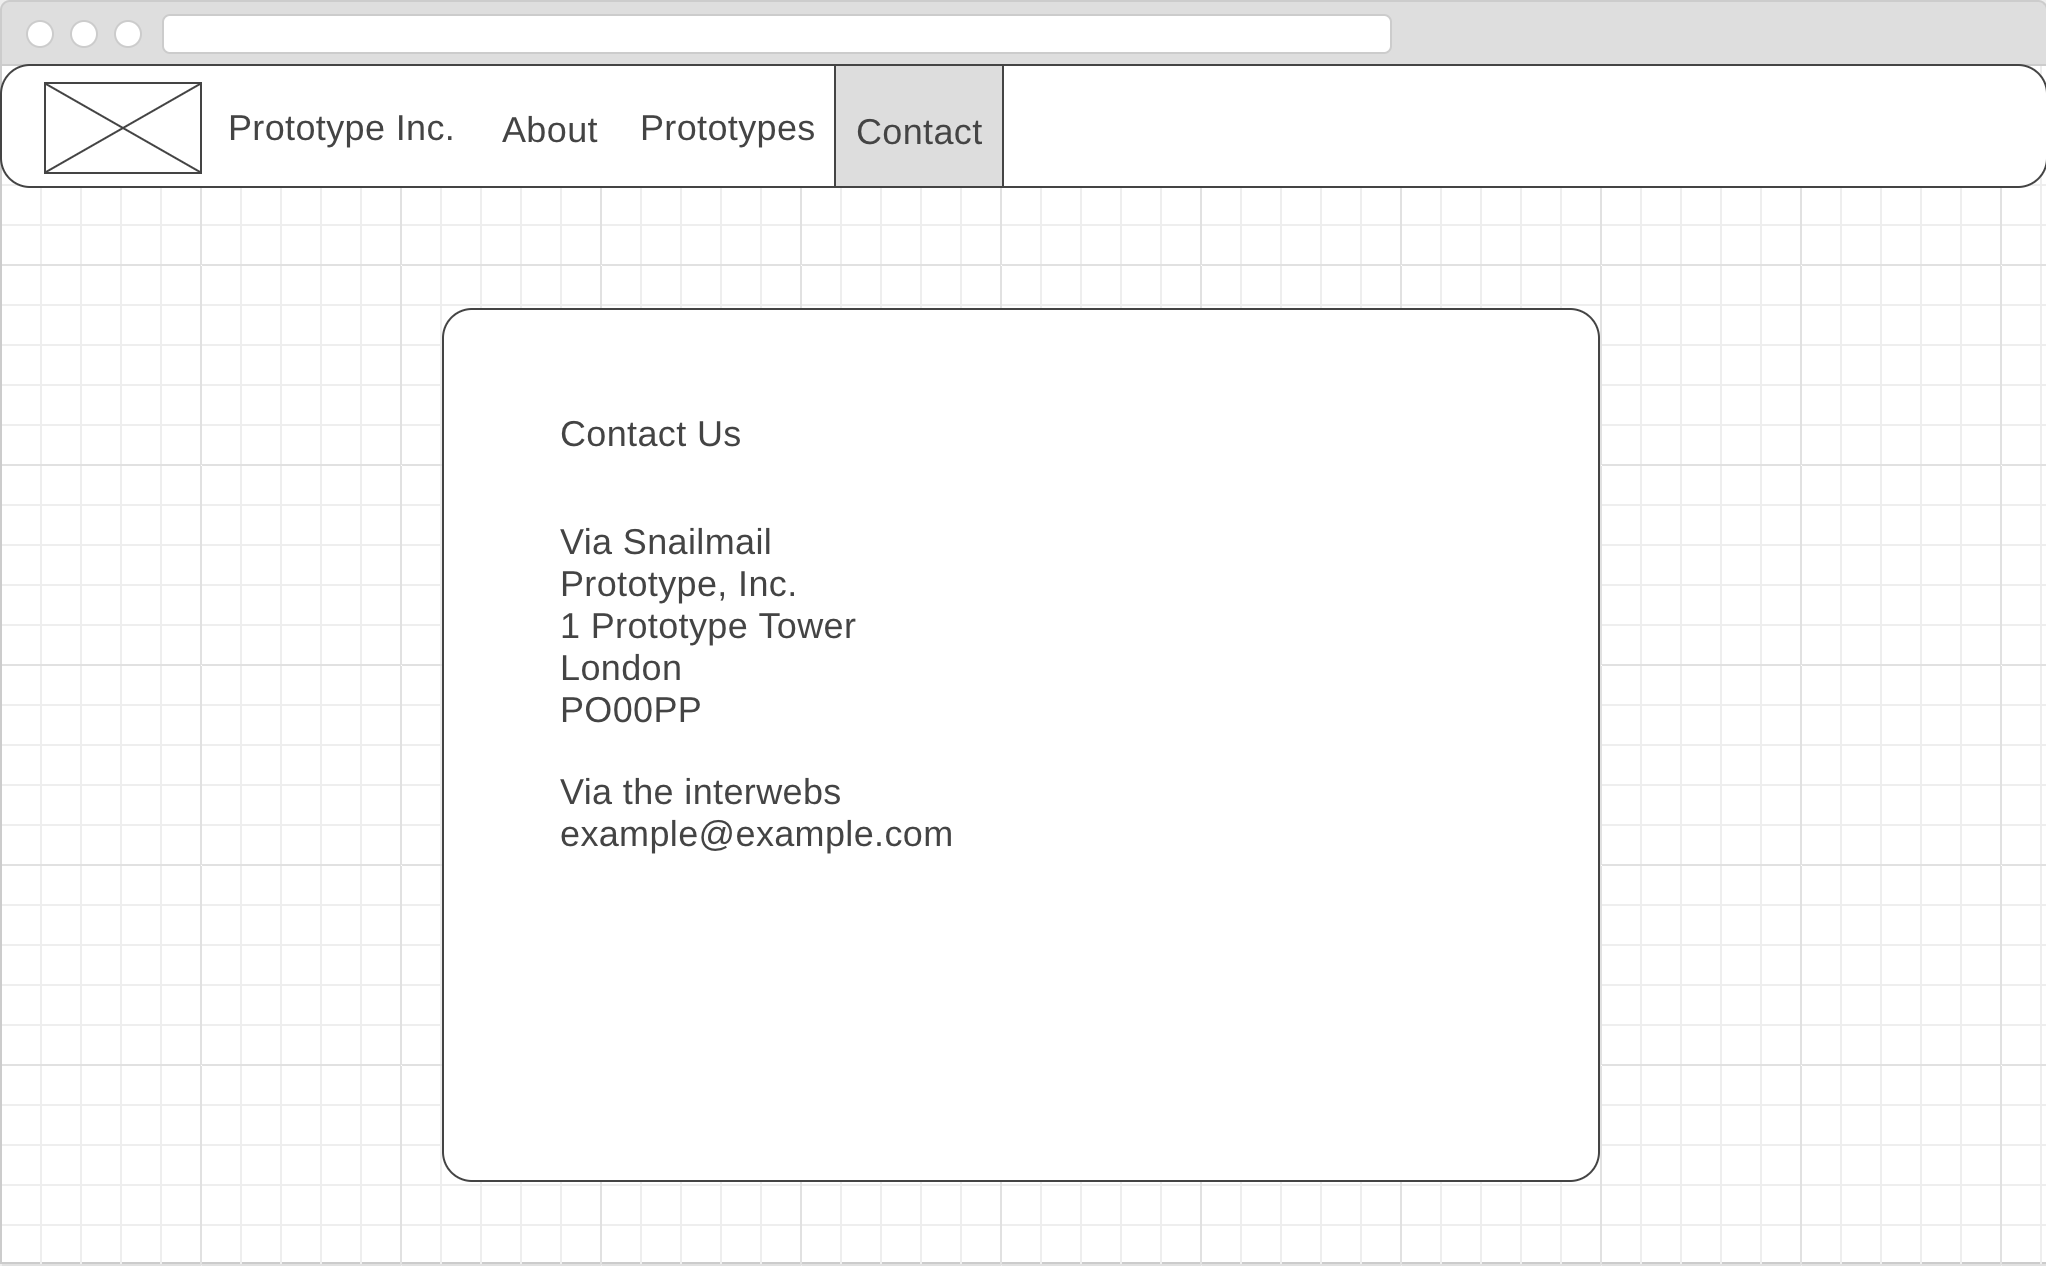 Prototype Inc. About Prototypes Contact
Contact Us
Via Snailmail
Prototype, Inc.
1 Prototype Tower
London
PO00PP
Via the interwebs
example@example.com